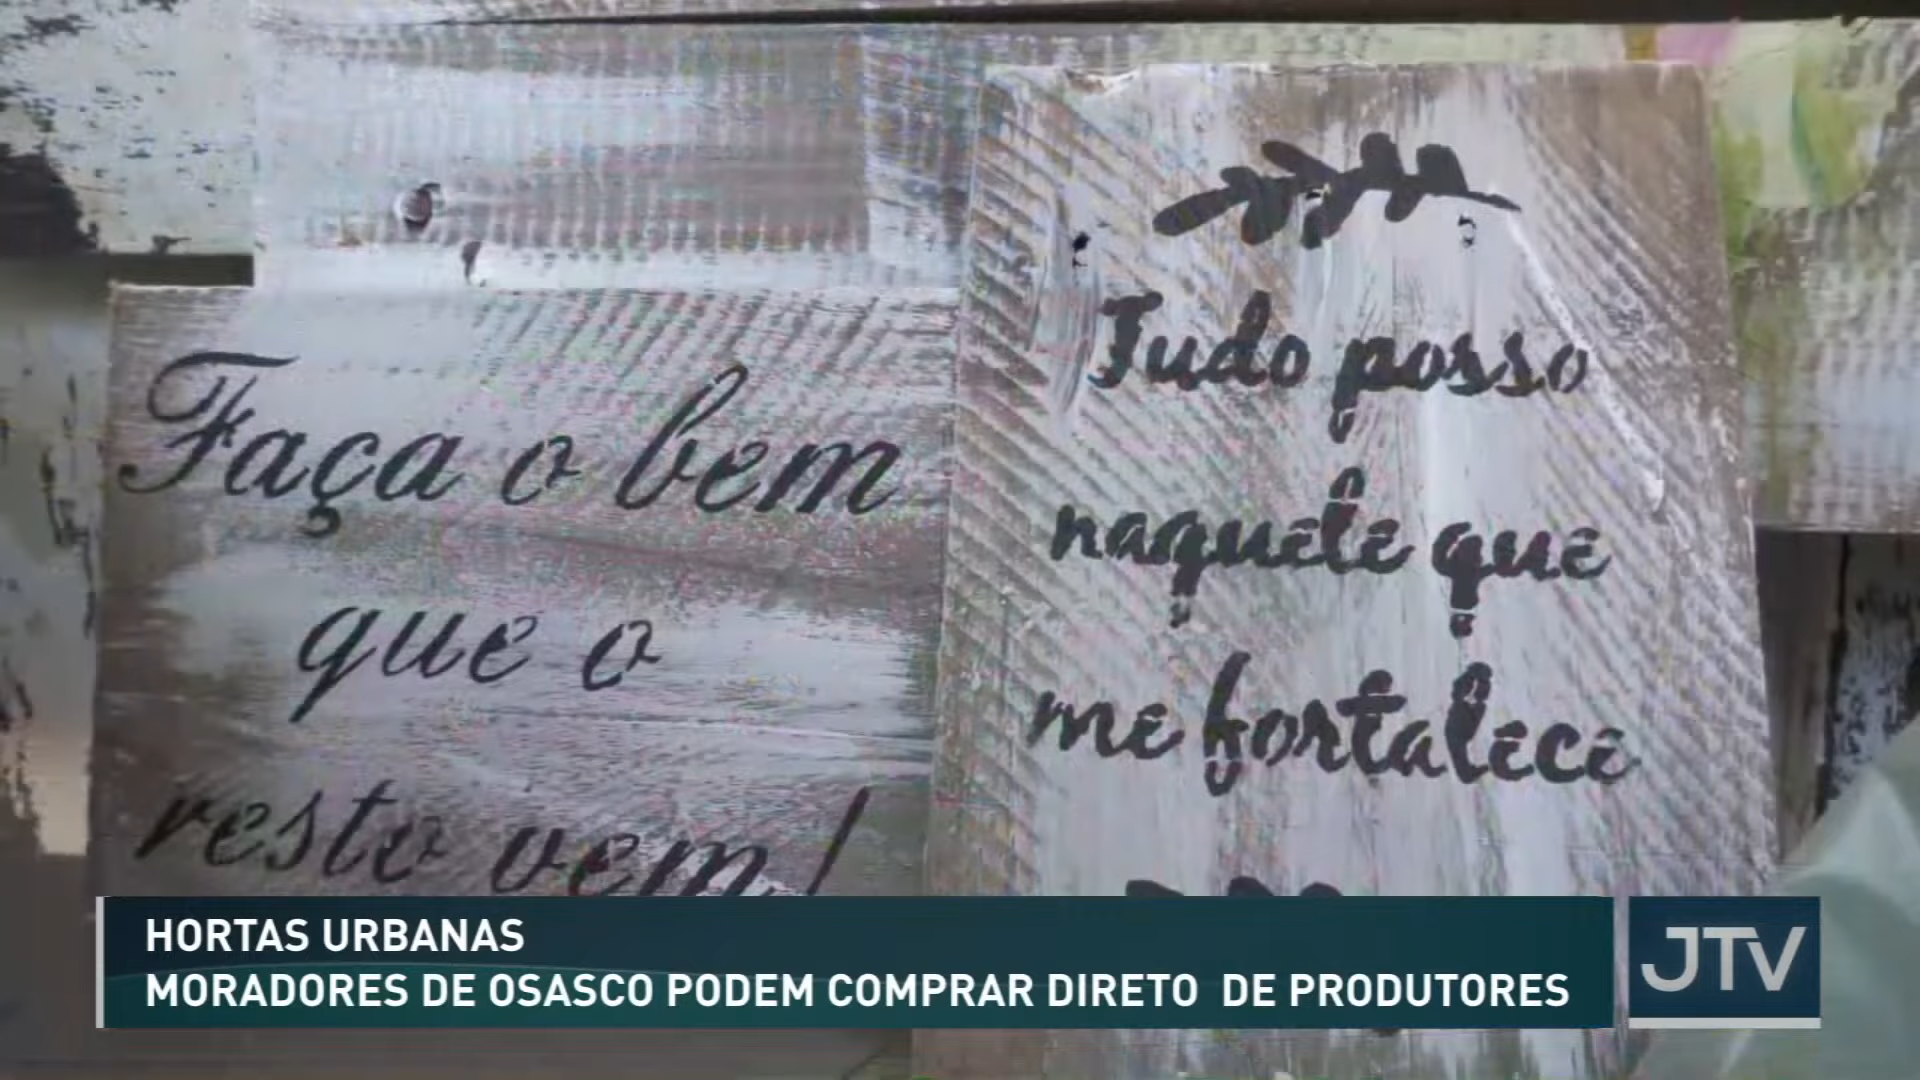 Faça o bem
que o
resto vem!
Tudo posso
naquele que
me fortalece
HORTAS URBANAS
MORADORES DE OSASCO PODEM COMPRAR DIRETO DE PRODUTORES
JTV